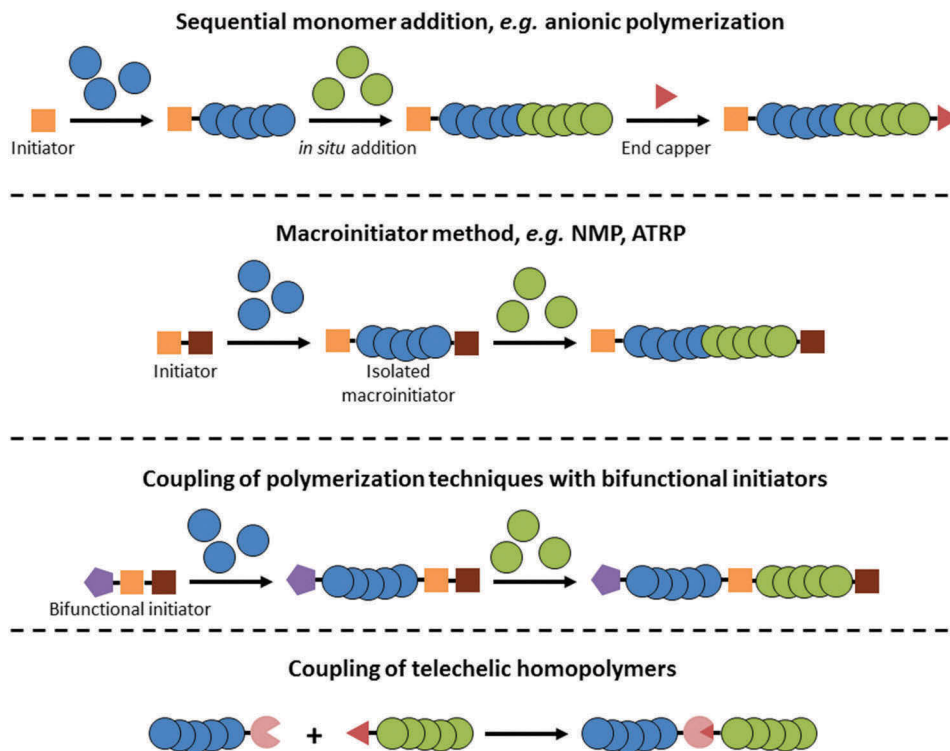 Sequential monomer addition, e.g. anionic polymerization
Initiator
in situ addition
End capper
Macroinitiator method, e.g. NMP, ATRP
Initiator
Isolated
macroinitiator
Coupling of polymerization techniques with bifunctional initiators
Bifunctional initiator
Coupling of telechelic homopolymers
+